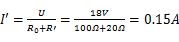 I′ = U / (R₀+R′) = 18V / (100Ω+20Ω) = 0.15A